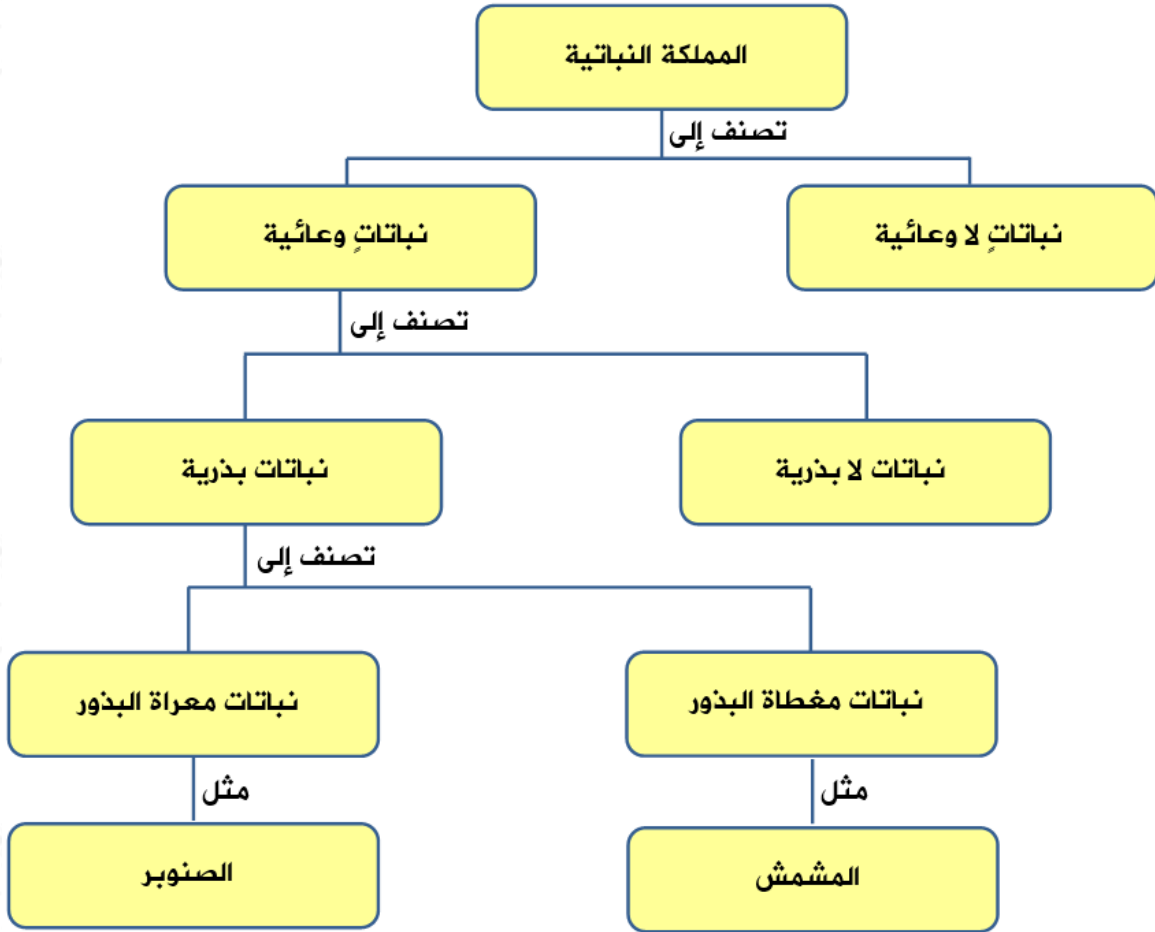 المملكة النباتية
تصنف إلى
نباتاتٍ لا وعائية
نباتاتٍ وعائية
تصنف إلى
نباتات لا بذرية
نباتات بذرية
تصنف إلى
نباتات مغطاة البذور
نباتات معراة البذور
مثل
مثل
المشمش
الصنوبر